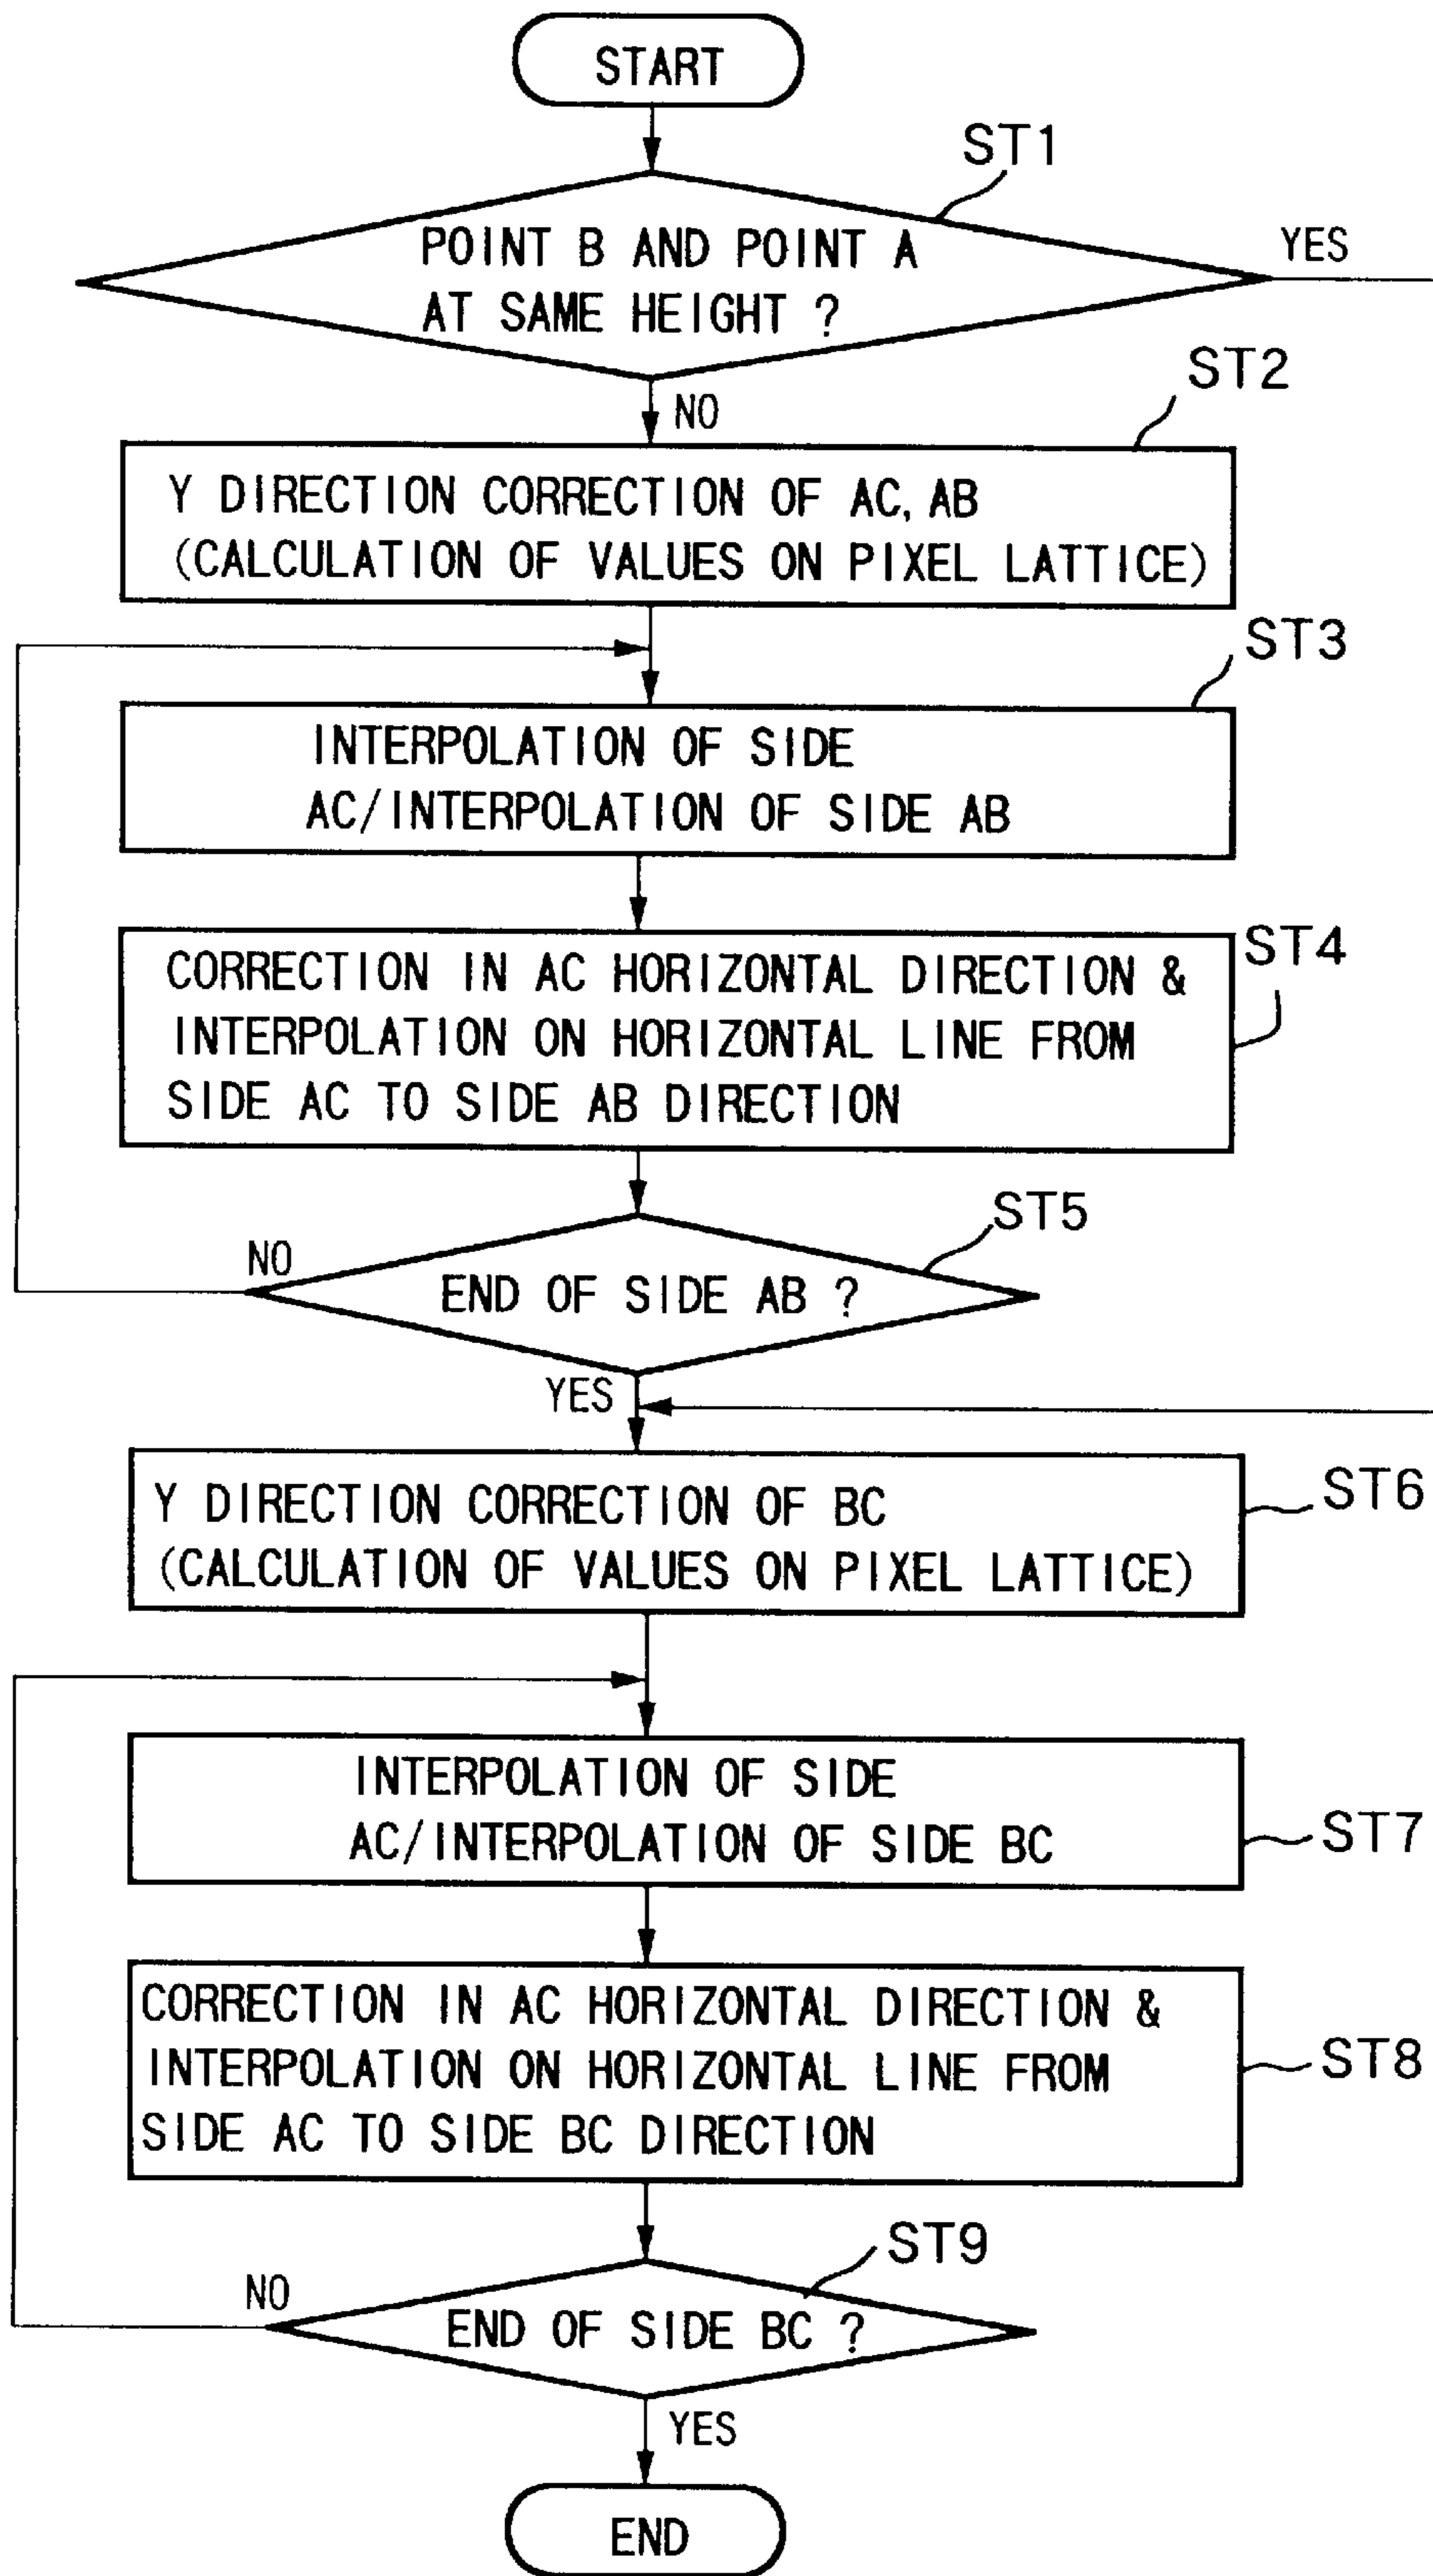 START
ST1
POINT B AND POINT A
AT SAME HEIGHT ?
YES
NO
ST2
Y DIRECTION CORRECTION OF AC, AB
(CALCULATION OF VALUES ON PIXEL LATTICE)
ST3
INTERPOLATION OF SIDE
AC/INTERPOLATION OF SIDE AB
ST4
CORRECTION IN AC HORIZONTAL DIRECTION &
INTERPOLATION ON HORIZONTAL LINE FROM
SIDE AC TO SIDE AB DIRECTION
ST5
NO
END OF SIDE AB ?
YES
ST6
Y DIRECTION CORRECTION OF BC
(CALCULATION OF VALUES ON PIXEL LATTICE)
INTERPOLATION OF SIDE
AC/INTERPOLATION OF SIDE BC
ST7
CORRECTION IN AC HORIZONTAL DIRECTION &
INTERPOLATION ON HORIZONTAL LINE FROM
SIDE AC TO SIDE BC DIRECTION
ST8
ST9
NO
END OF SIDE BC ?
YES
END